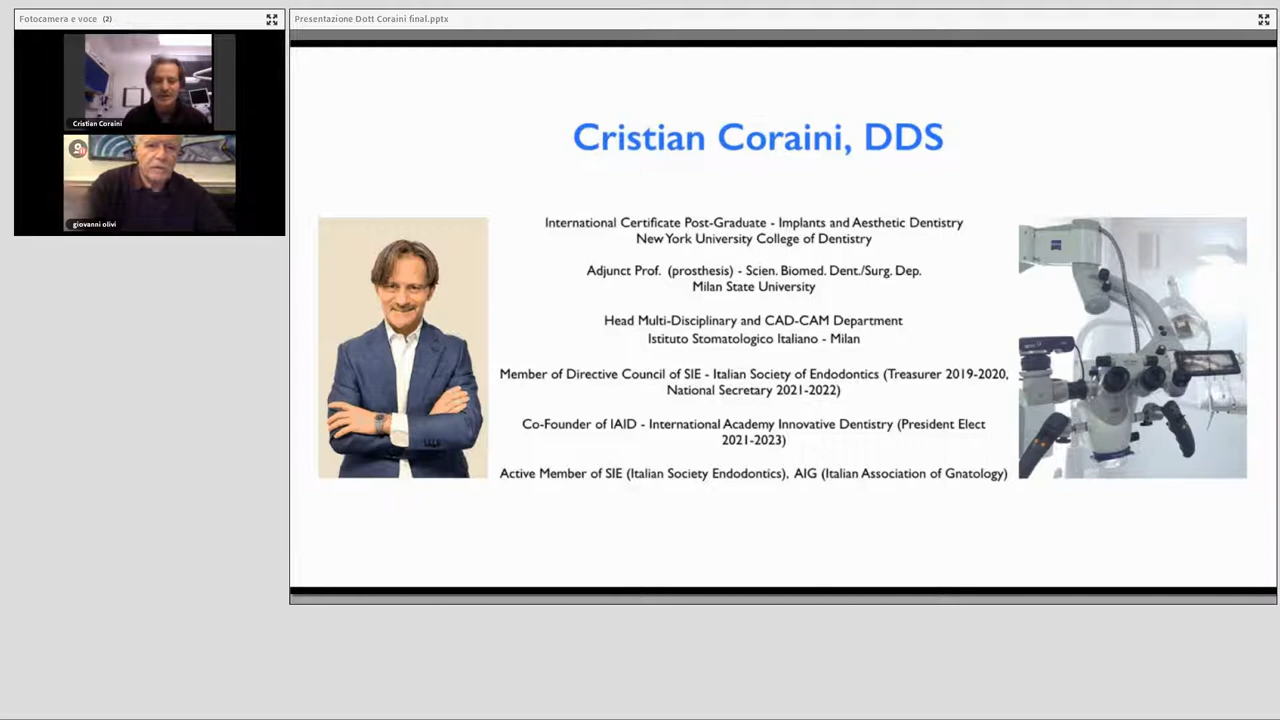 Fotocamera e voce (2)
Cristian Coraini
giovanni olivi
Presentazione Dott Coraini final.pptx
Cristian Coraini, DDS
International Certificate Post-Graduate - Implants and Aesthetic Dentistry
New York University College of Dentistry
Adjunct Prof. (prosthesis) - Scien. Biomed. Dent./Surg. Dep.
Milan State University
Head Multi-Disciplinary and CAD-CAM Department
Istituto Stomatologico Italiano - Milan
Member of Directive Council of SIE - Italian Society of Endodontics (Treasurer 2019-2020,
National Secretary 2021-2022)
Co-Founder of IAID - International Academy Innovative Dentistry (President Elect
2021-2023)
Active Member of SIE (Italian Society Endodontics), AIG (Italian Association of Gnatology)